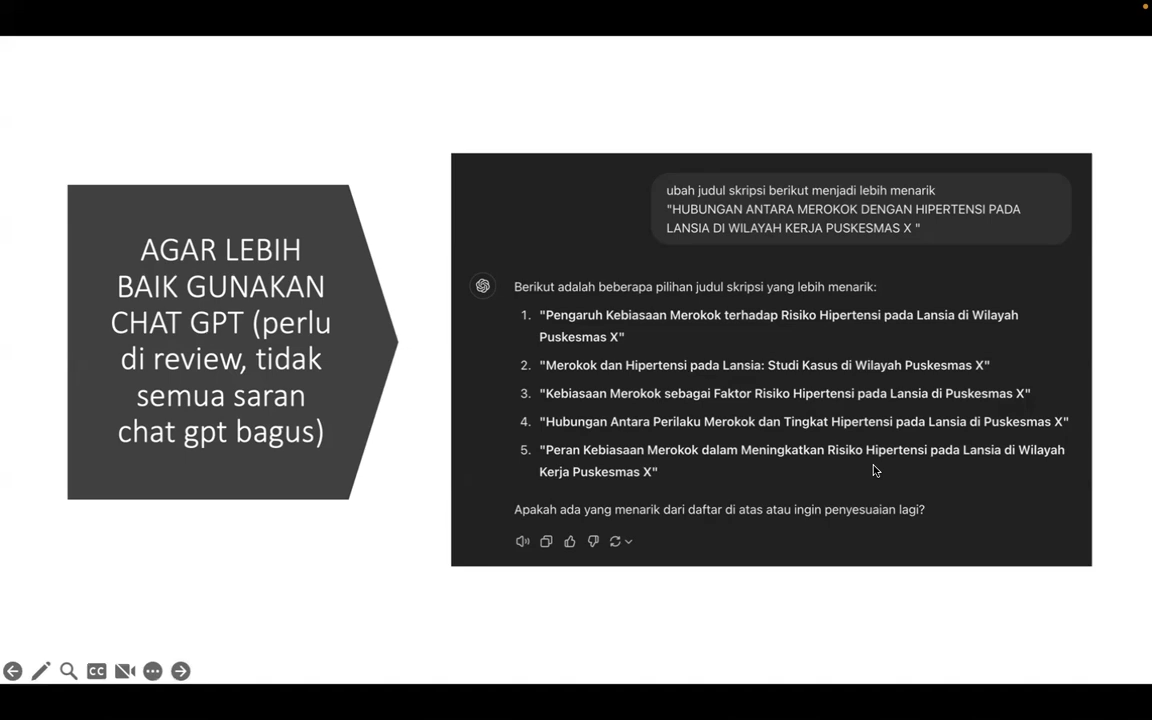 AGAR LEBIH
BAIK GUNAKAN
CHAT GPT (perlu
di review, tidak
semua saran
chat gpt bagus)
ubah judul skripsi berikut menjadi lebih menarik
"HUBUNGAN ANTARA MEROKOK DENGAN HIPERTENSI PADA
LANSIA DI WILAYAH KERJA PUSKESMAS X "
Berikut adalah beberapa pilihan judul skripsi yang lebih menarik:
1. "Pengaruh Kebiasaan Merokok terhadap Risiko Hipertensi pada Lansia di Wilayah
Puskesmas X"
2. "Merokok dan Hipertensi pada Lansia: Studi Kasus di Wilayah Puskesmas X"
3. "Kebiasaan Merokok sebagai Faktor Risiko Hipertensi pada Lansia di Puskesmas X"
4. "Hubungan Antara Perilaku Merokok dan Tingkat Hipertensi pada Lansia di Puskesmas X"
5. "Peran Kebiasaan Merokok dalam Meningkatkan Risiko Hipertensi pada Lansia di Wilayah
Kerja Puskesmas X"
Apakah ada yang menarik dari daftar di atas atau ingin penyesuaian lagi?
CC